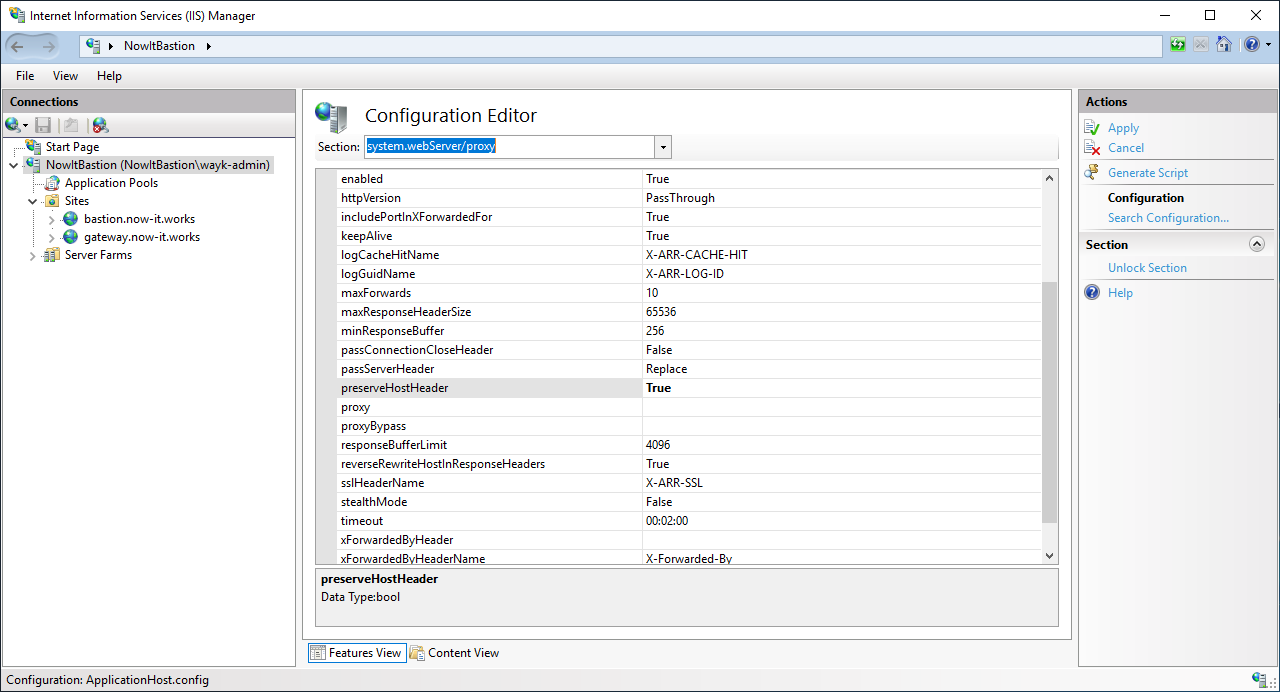 Internet Information Services (IIS) Manager
NowItBastion
File View Help
Connections
Start Page
NowItBastion (NowItBastion\wayk-admin)
Application Pools
Sites
bastion.now-it.works
gateway.now-it.works
Server Farms
Configuration Editor
Section: system.webServer/proxy
enabled True
httpVersion PassThrough
includePortInXForwardedFor True
keepAlive True
logCacheHitName X-ARR-CACHE-HIT
logGuidName X-ARR-LOG-ID
maxForwards 10
maxResponseHeaderSize 65536
minResponseBuffer 256
passConnectionCloseHeader False
passServerHeader Replace
preserveHostHeader True
proxy
proxyBypass
responseBufferLimit 4096
reverseRewriteHostInResponseHeaders True
sslHeaderName X-ARR-SSL
stealthMode False
timeout 00:02:00
xForwardedByHeader
xForwardedByHeaderName X-Forwarded-By
preserveHostHeader
Data Type:bool
Features View Content View
Actions
Apply
Cancel
Generate Script
Configuration
Search Configuration...
Section
Unlock Section
Help
Configuration: ApplicationHost.config